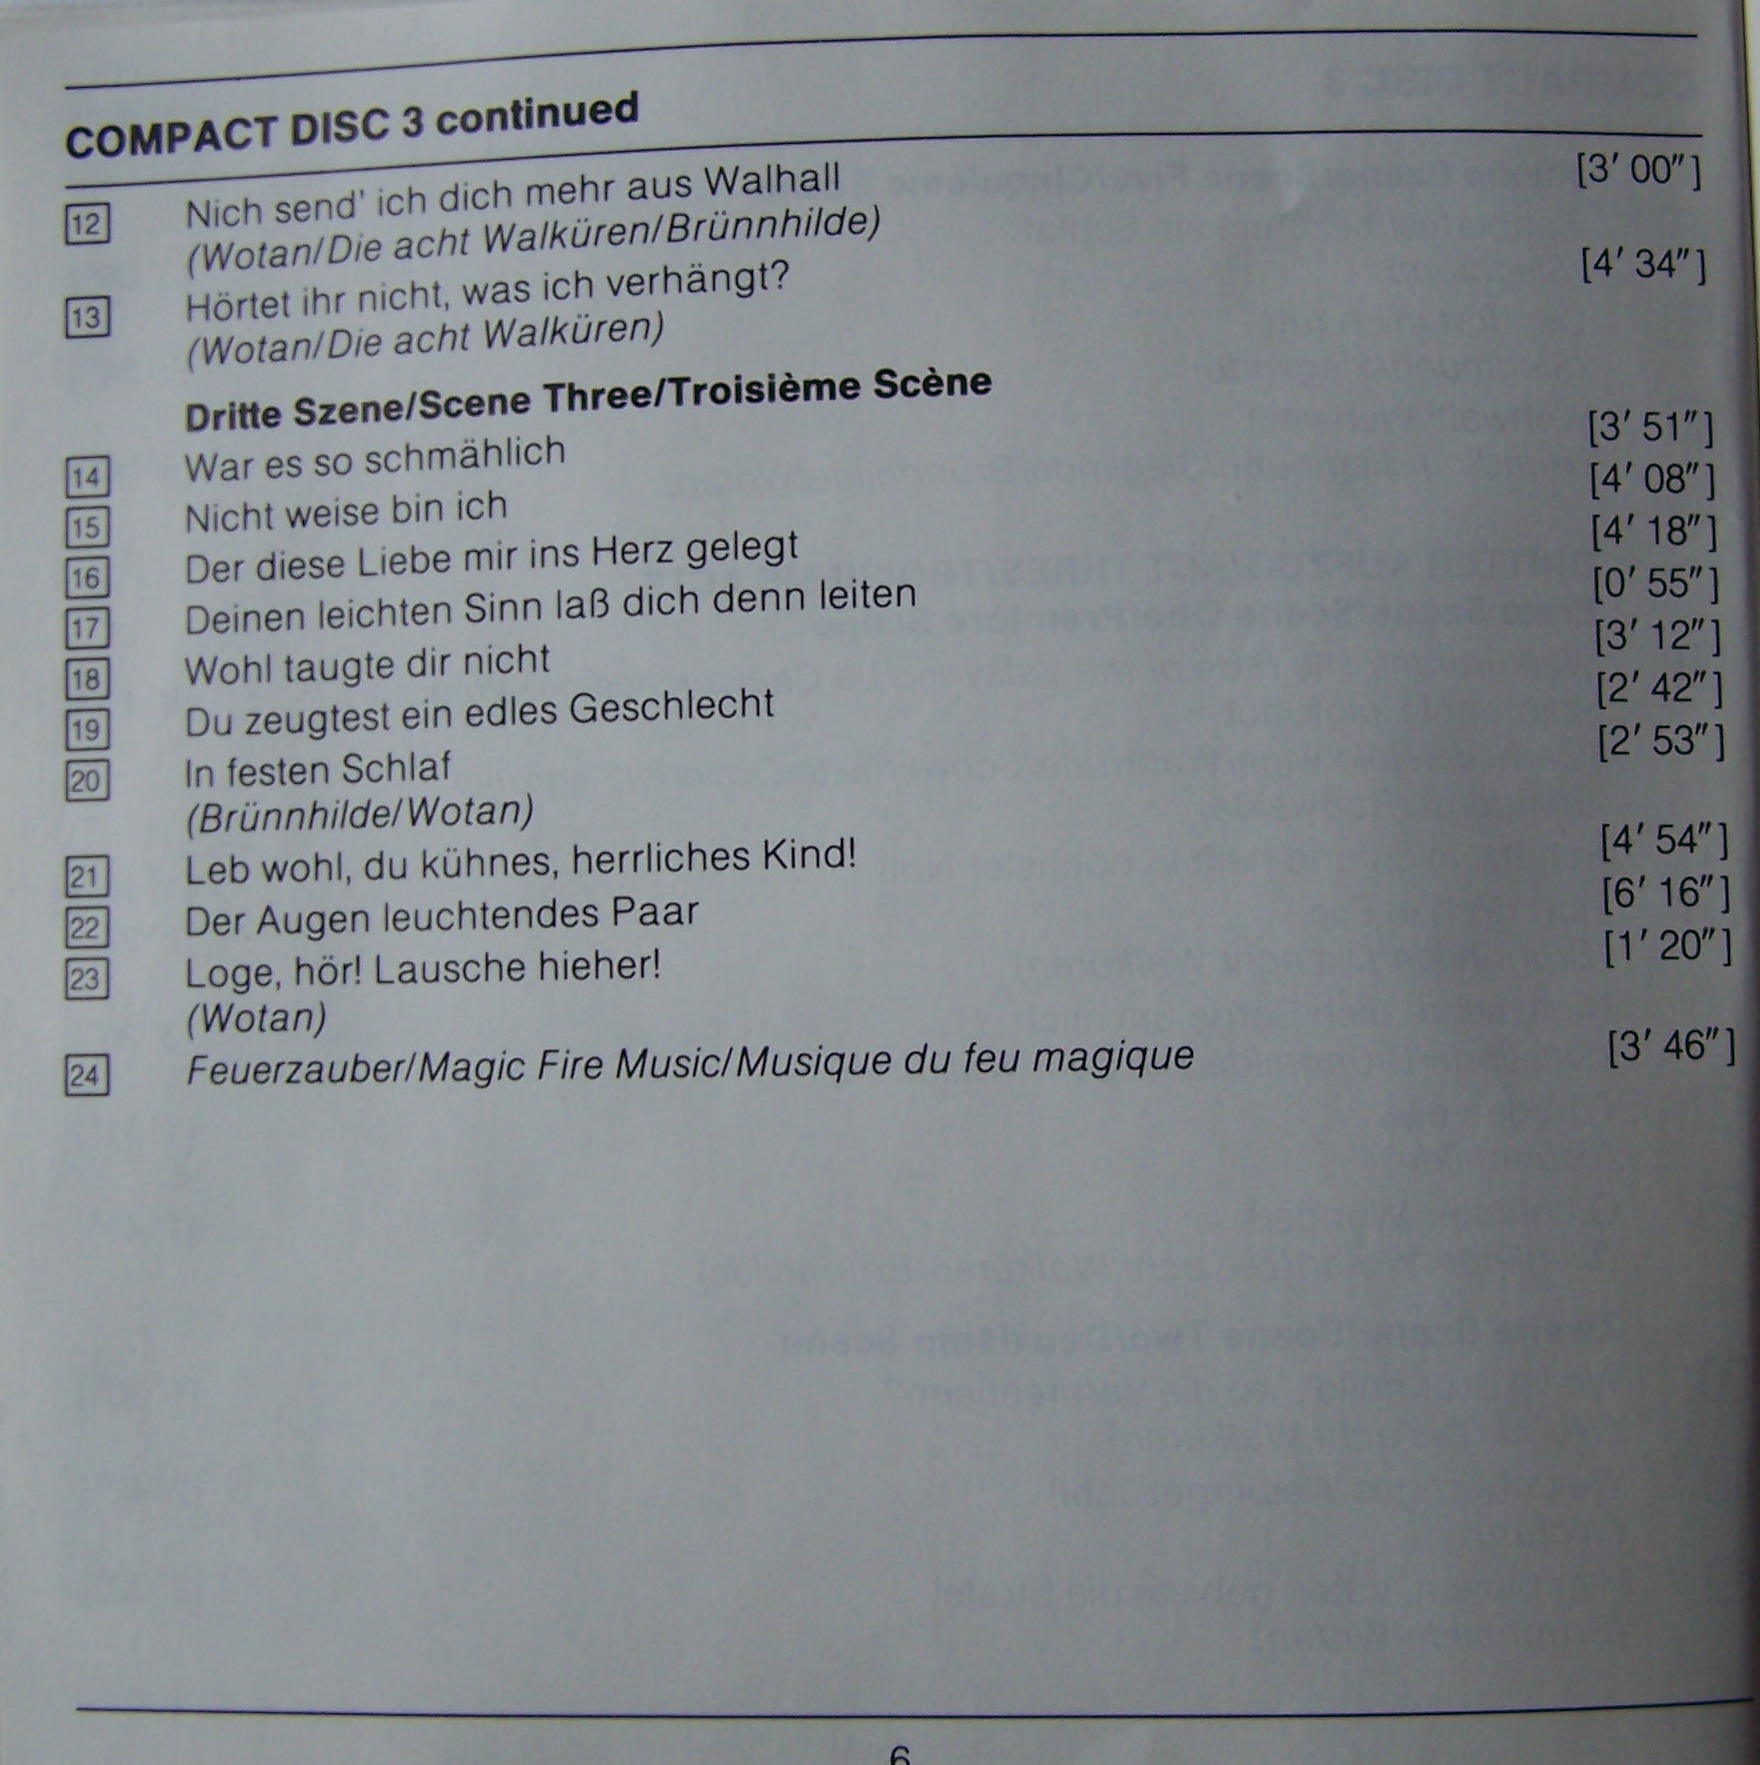 COMPACT DISC 3 continued
12 Nich send' ich dich mehr aus Walhall [3′ 00″]
(Wotan/Die acht Walküren/Brünnhilde)
13 Hörtet ihr nicht, was ich verhängt? [4′ 34″]
(Wotan/Die acht Walküren)
Dritte Szene/Scene Three/Troisième Scène
14 War es so schmählich [3′ 51″]
15 Nicht weise bin ich [4′ 08″]
16 Der diese Liebe mir ins Herz gelegt [4′ 18″]
17 Deinen leichten Sinn laß dich denn leiten [0′ 55″]
18 Wohl taugte dir nicht [3′ 12″]
19 Du zeugtest ein edles Geschlecht [2′ 42″]
20 In festen Schlaf [2′ 53″]
(Brünnhilde/Wotan)
21 Leb wohl, du kühnes, herrliches Kind! [4′ 54″]
22 Der Augen leuchtendes Paar [6′ 16″]
23 Loge, hör! Lausche hieher! [1′ 20″]
(Wotan)
24 Feuerzauber/Magic Fire Music/Musique du feu magique [3′ 46″]
6